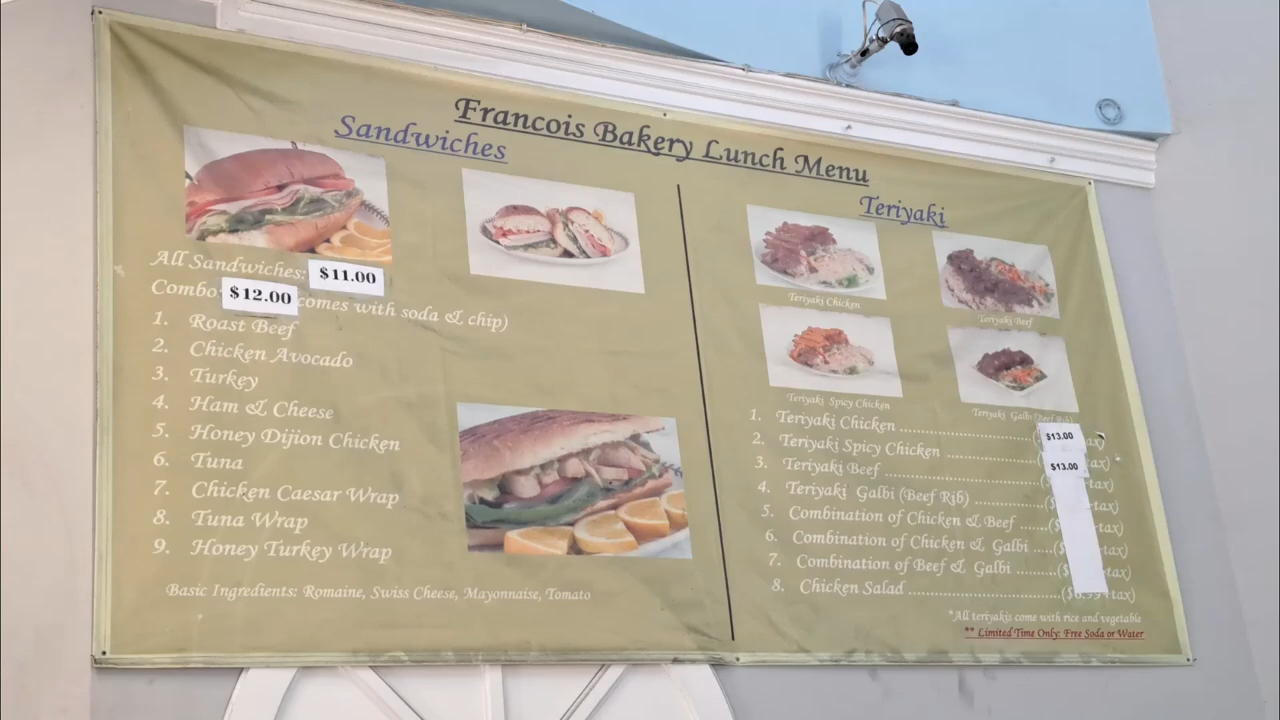 Francois Bakery Lunch Menu
Sandwiches
All Sandwiches: $11.00
Combo $12.00 comes with soda & chip)
1. Roast Beef
2. Chicken Avocado
3. Turkey
4. Ham & Cheese
5. Honey Dijion Chicken
6. Tuna
7. Chicken Caesar Wrap
8. Tuna Wrap
9. Honey Turkey Wrap
Basic Ingredients: Romaine, Swiss Cheese, Mayonnaise, Tomato
Teriyaki
Teriyaki Chicken
Teriyaki Beef
Teriyaki Spicy Chicken
Teriyaki Galbi (Beef Rib)
1. Teriyaki Chicken ........................( $13.00 ax)
2. Teriyaki Spicy Chicken ................( $13.00 tax)
3. Teriyaki Beef ............................( tax)
4. Teriyaki Galbi (Beef Rib) .............($ tax)
5. Combination of Chicken & Beef .....($ tax)
6. Combination of Chicken & Galbi .....($ tax)
7. Combination of Beef & Galbi .........($ tax)
8. Chicken Salad ..............................($ tax)
*All teriyakis come with rice and vegetable
** Limited Time Only: Free Soda or Water